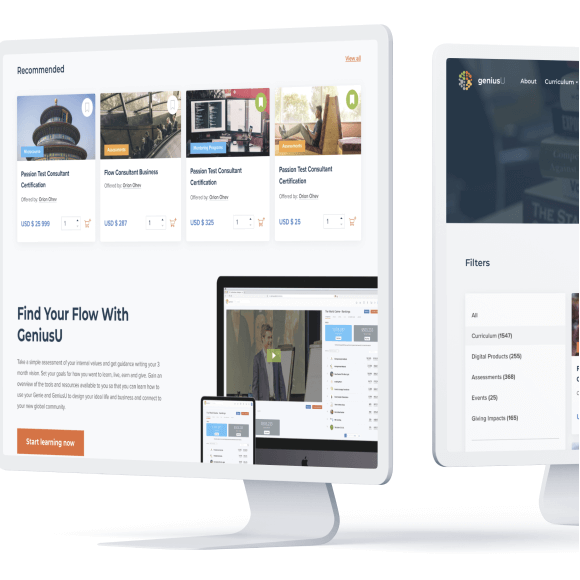 Recommended
View all
Assessments
Mentoring Programs
Assessments
Passion Test Consultant
Certification
Offered by: Orion Ohev
USD $ 25 999
1
Flow Consultant Business
Offered by: Orion Ohev
USD $ 287
1
Passion Test Consultant
Certification
Offered by: Orion Ohev
USD $ 325
1
Passion Test Consultant
Certification
Offered by: Orion Ohev
USD $ 25
1
Find Your Flow With
GeniusU
Take a simple assessment of your internal values and get guidance writing your 3
month vision. Set your goals for how you want to learn, live, earn and give. Gain an
overview of the tools and resources available to you so that you can learn how to
use your Genie and GeniusU to design your ideal life and business and connect to
your new global community.
Start learning now
geniusU
About
Curriculum
THE STA
Filters
All
Curriculum (1547)
Digital Products (255)
Assessments (368)
Events (25)
Giving Impacts (165)